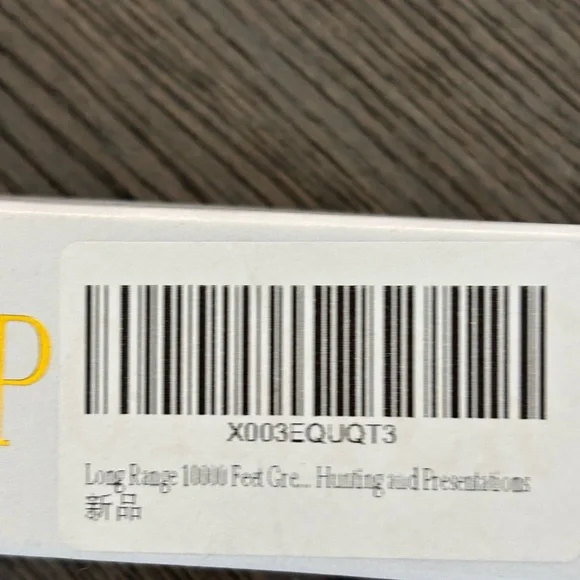 P
X003EQUQT3
Long Range 10000 Feet Gre... Hunting and Presentations
新品